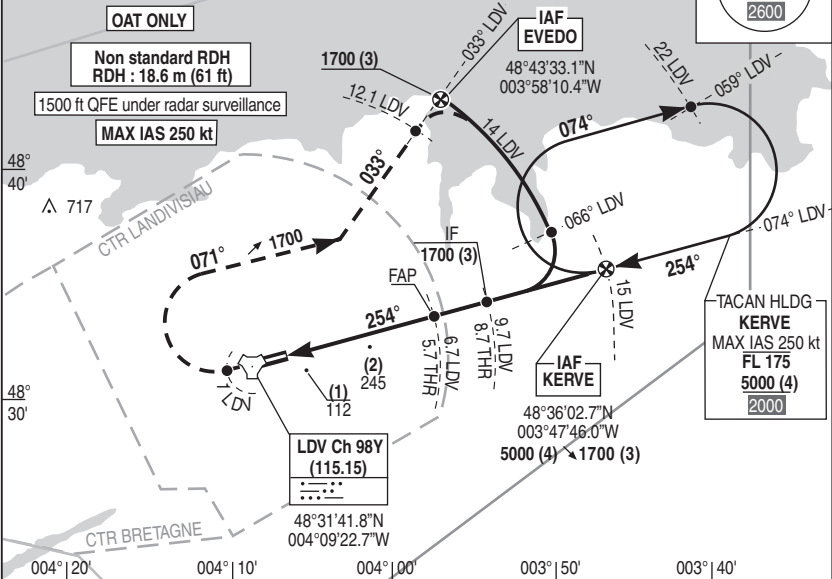 OAT ONLY
Non standard RDH
RDH : 18.6 m (61 ft)
1500 ft QFE under radar surveillance
MAX IAS 250 kt
2600
IAF
EVEDO
48°43'33.1"N
003°58'10.4"W
033° LDV
1700 (3)
12.1 LDV
14 LDV
22 LDV
059° LDV
074°
48°
40'
717
CTR LANDIVISIAU
033°
071°
1700
066° LDV
074° LDV
IF
1700 (3)
FAP
254°
254°
15 LDV
9.7 LDV
8.7 THR
6.7 LDV
5.7 THR
TACAN HLDG
KERVE
MAX IAS 250 kt
FL 175
5000 (4)
2000
IAF
KERVE
48°36'02.7"N
003°47'46.0"W
5000 (4) ↘ 1700 (3)
(2)
245
(1)
112
1 LDV
48°
30'
LDV Ch 98Y
(115.15)
48°31'41.8"N
004°09'22.7"W
CTR BRETAGNE
004°20'
004°10'
004°00'
003°50'
003°40'